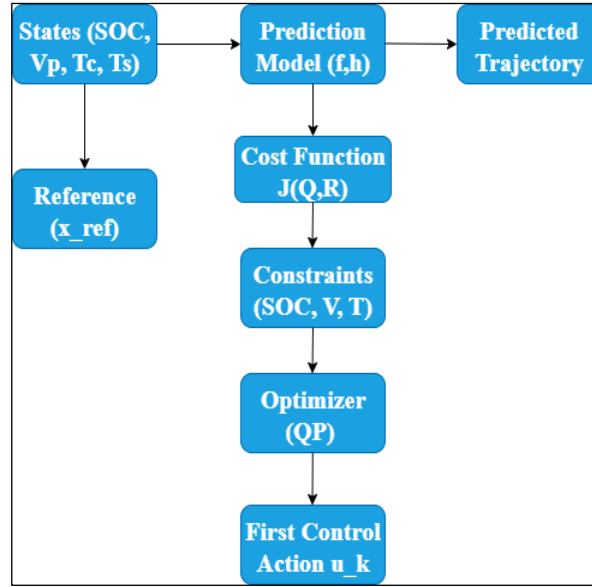 States (SOC,
Vp, Tc, Ts)
Prediction
Model (f,h)
Predicted
Trajectory
Reference
(x_ref)
Cost Function
J(Q,R)
Constraints
(SOC, V, T)
Optimizer
(QP)
First Control
Action u_k